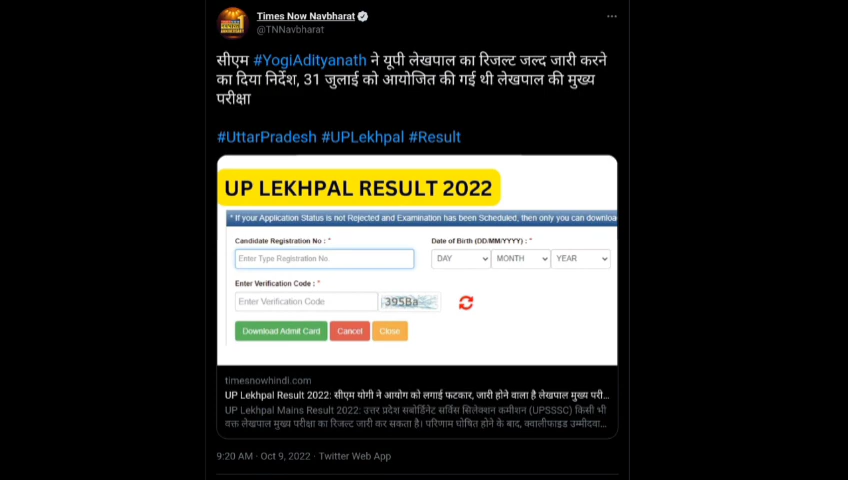 Times Now Navbharat
@TNNavbharat
सीएम #YogiAdityanath ने यूपी लेखपाल का रिजल्ट जल्द जारी करने
का दिया निर्देश, 31 जुलाई को आयोजित की गई थी लेखपाल की मुख्य
परीक्षा
#UttarPradesh #UPLekhpal #Result
UP LEKHPAL RESULT 2022
* If your Application Status is not Rejected and Examination has been Scheduled, then only you can downloa
Candidate Registration No : * Date of Birth (DD/MM/YYYY) : *
Enter Type Registration No. DAY MONTH YEAR
Enter Verification Code : *
Enter Verification Code 395Ba
Download Admit Card Cancel Close
timesnowhindi.com
UP Lekhpal Result 2022: सीएम योगी ने आयोग को लगाई फटकार, जारी होने वाला है लेखपाल मुख्य परी...
UP Lekhpal Mains Result 2022: उत्तर प्रदेश सबोर्डिनेट सर्विस सिलेक्शन कमीशन (UPSSSC) किसी भी
वक्त लेखपाल मुख्य परीक्षा का रिजल्ट जारी कर सकता है। परिणाम घोषित होने के बाद, क्वालीफाइड उम्मीदवा...
9:20 AM · Oct 9, 2022 · Twitter Web App